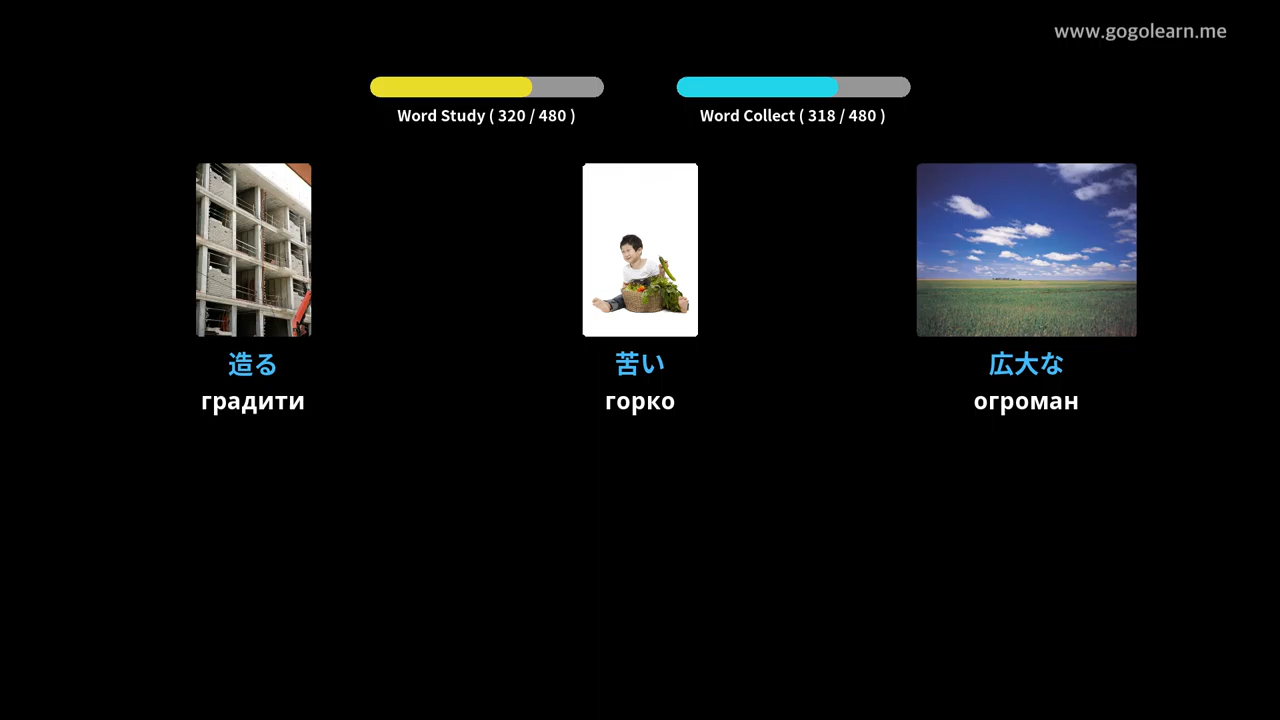 www.gogolearn.me
Word Study ( 320 / 480 )
Word Collect ( 318 / 480 )
造る
苦い
広大な
градити
горко
огроман